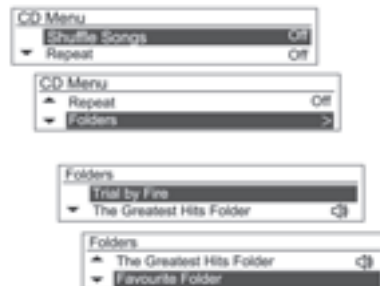 CD Menu
Shuffle Songs Off
Repeat Off
CD Menu
Repeat Off
Folders >
Folders
Trial by Fire
The Greatest Hits Folder
Folders
The Greatest Hits Folder
Favourite Folder